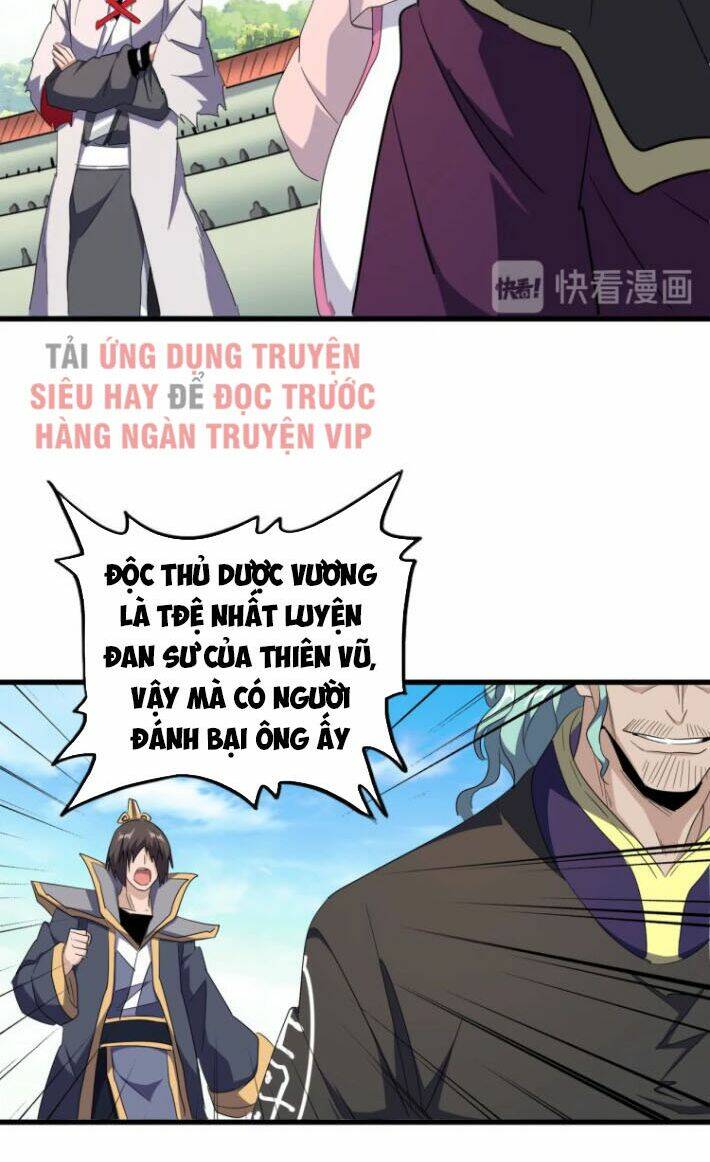 快看! 快看漫画
TẢI ỨNG DỤNG TRUYỆN
SIÊU HAY ĐỂ ĐỌC TRƯỚC
HÀNG NGÀN TRUYỆN VIP
ĐỘC THỦ DƯỢC VƯƠNG
LÀ TĐỆ NHẤT LUYỆN
ĐAN SƯ CỦA THIÊN VŨ,
VẬY MÀ CÓ NGƯỜI
ĐÁNH BẠI ÔNG ẤY